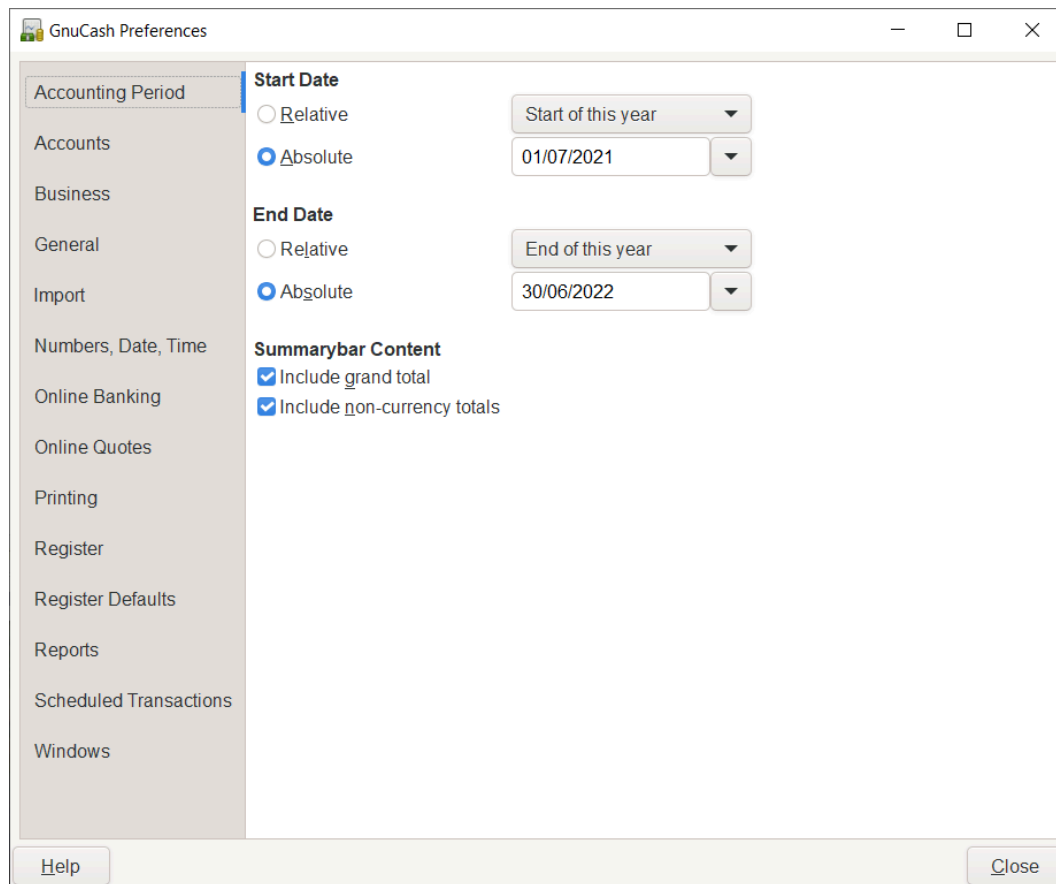 GnuCash Preferences
Accounting Period
Accounts
Business
General
Import
Numbers, Date, Time
Online Banking
Online Quotes
Printing
Register
Register Defaults
Reports
Scheduled Transactions
Windows
Start Date
Relative
Start of this year
Absolute
01/07/2021
End Date
Relative
End of this year
Absolute
30/06/2022
Summarybar Content
Include grand total
Include non-currency totals
Help
Close